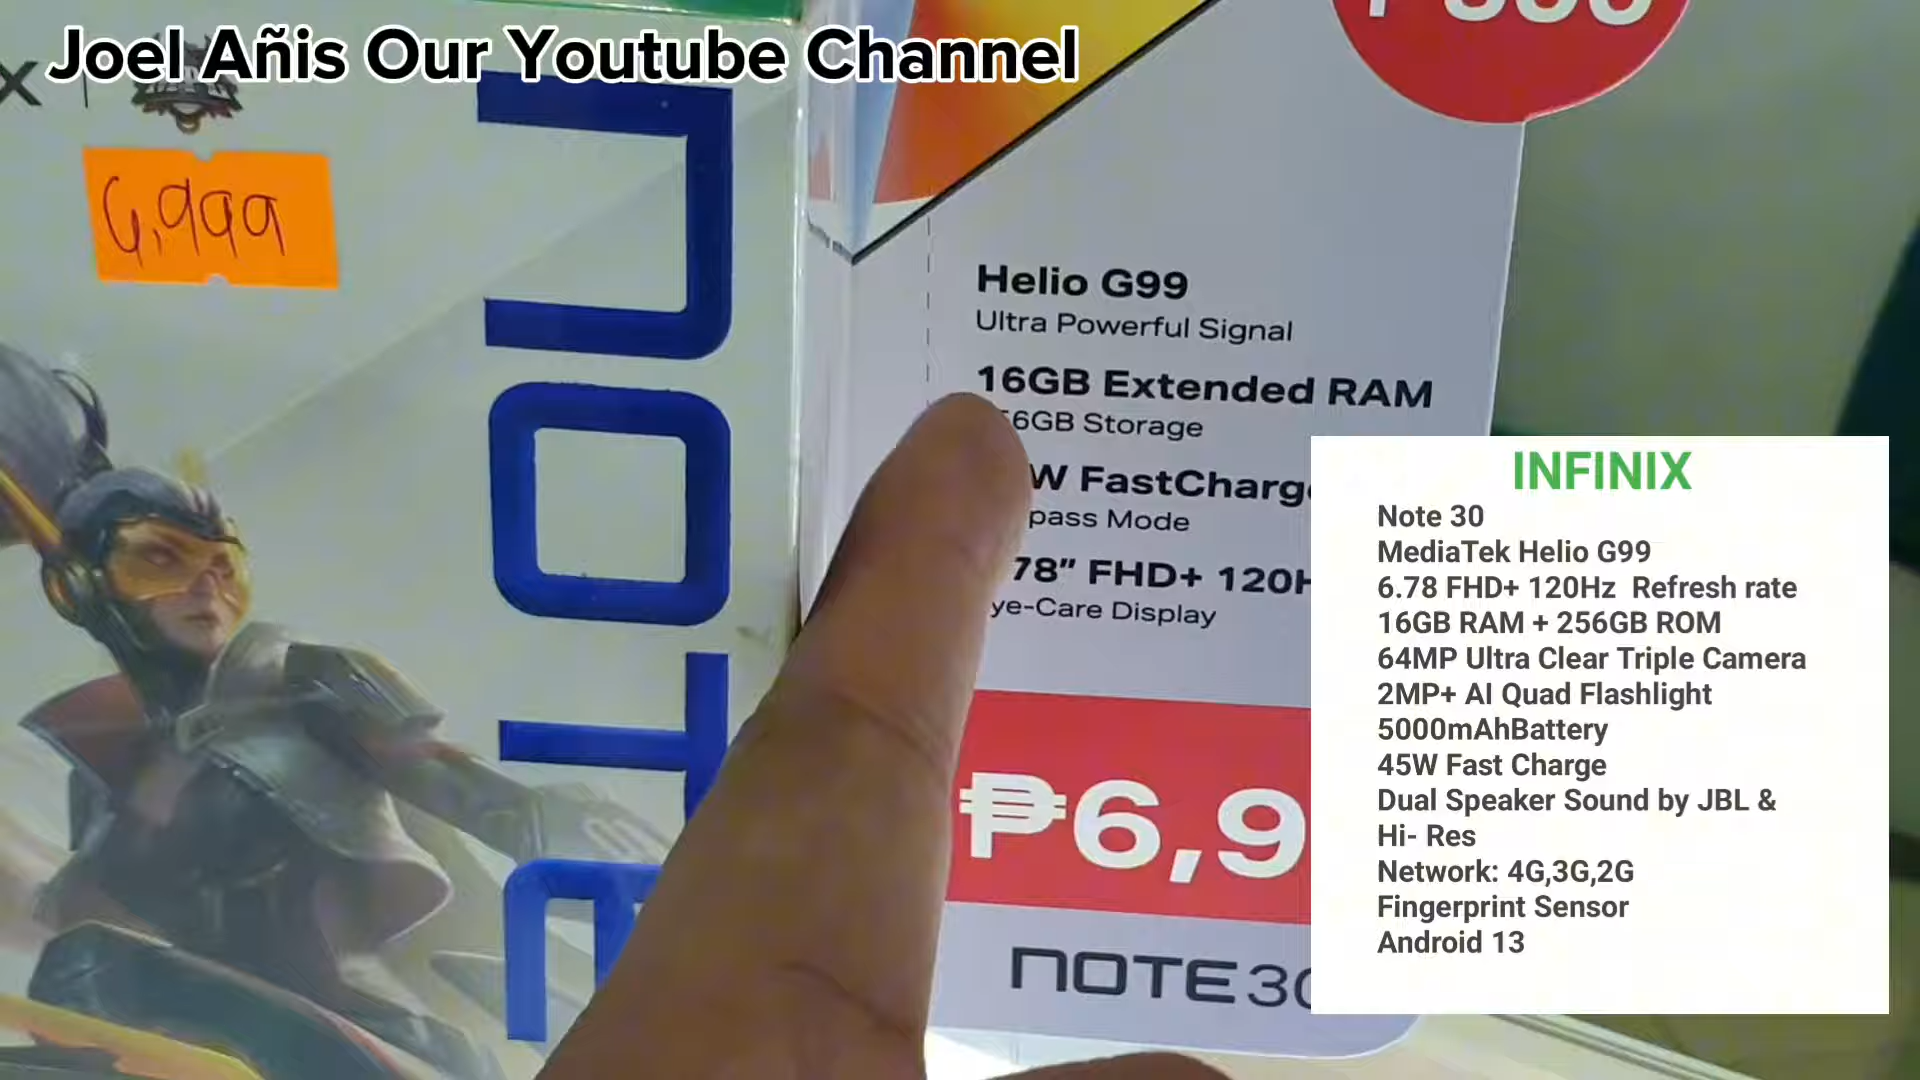 Joel Añis Our Youtube Channel
6,999
NOTE
Helio G99
Ultra Powerful Signal
16GB Extended RAM
6GB Storage
W FastCharg
pass Mode
78" FHD+ 120H
ye-Care Display
₱6,9
NOTE 30
INFINIX
Note 30
MediaTek Helio G99
6.78 FHD+ 120Hz Refresh rate
16GB RAM + 256GB ROM
64MP Ultra Clear Triple Camera
2MP+ AI Quad Flashlight
5000mAhBattery
45W Fast Charge
Dual Speaker Sound by JBL &
Hi- Res
Network: 4G,3G,2G
Fingerprint Sensor
Android 13